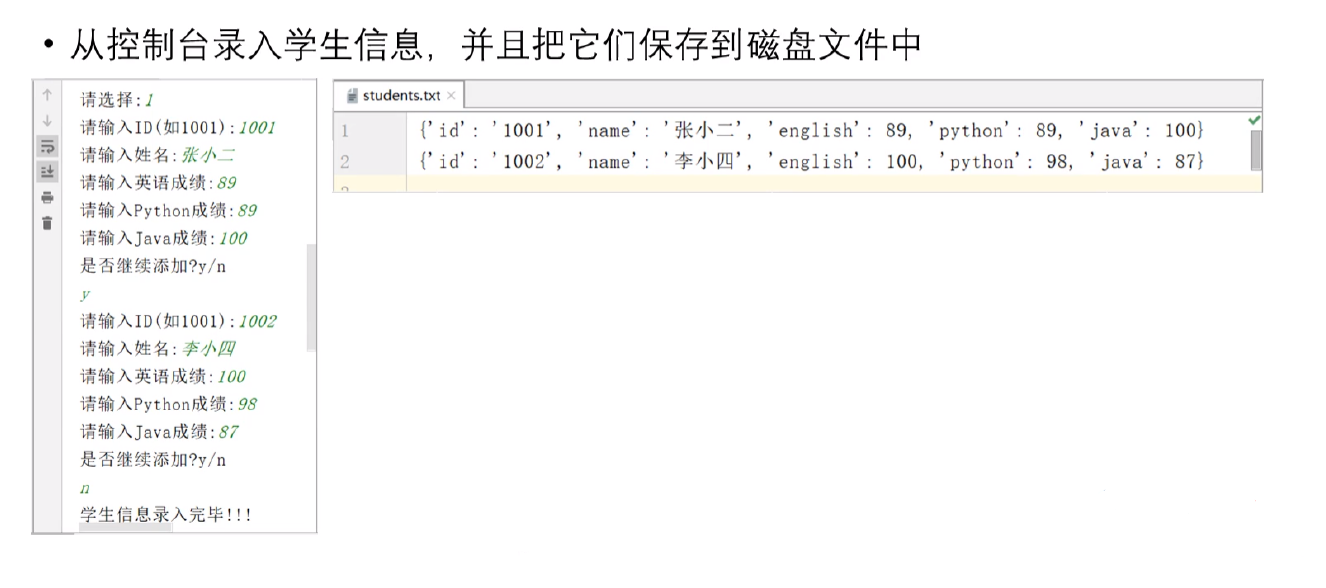 • 从控制台录入学生信息，并且把它们保存到磁盘文件中
请选择:1
请输入ID(如1001):1001
请输入姓名:张小二
请输入英语成绩:89
请输入Python成绩:89
请输入Java成绩:100
是否继续添加?y/n
y
请输入ID(如1001):1002
请输入姓名:李小四
请输入英语成绩:100
请输入Python成绩:98
请输入Java成绩:87
是否继续添加?y/n
n
学生信息录入完毕!!!
students.txt
1 {'id': '1001', 'name': '张小二', 'english': 89, 'python': 89, 'java': 100}
2 {'id': '1002', 'name': '李小四', 'english': 100, 'python': 98, 'java': 87}